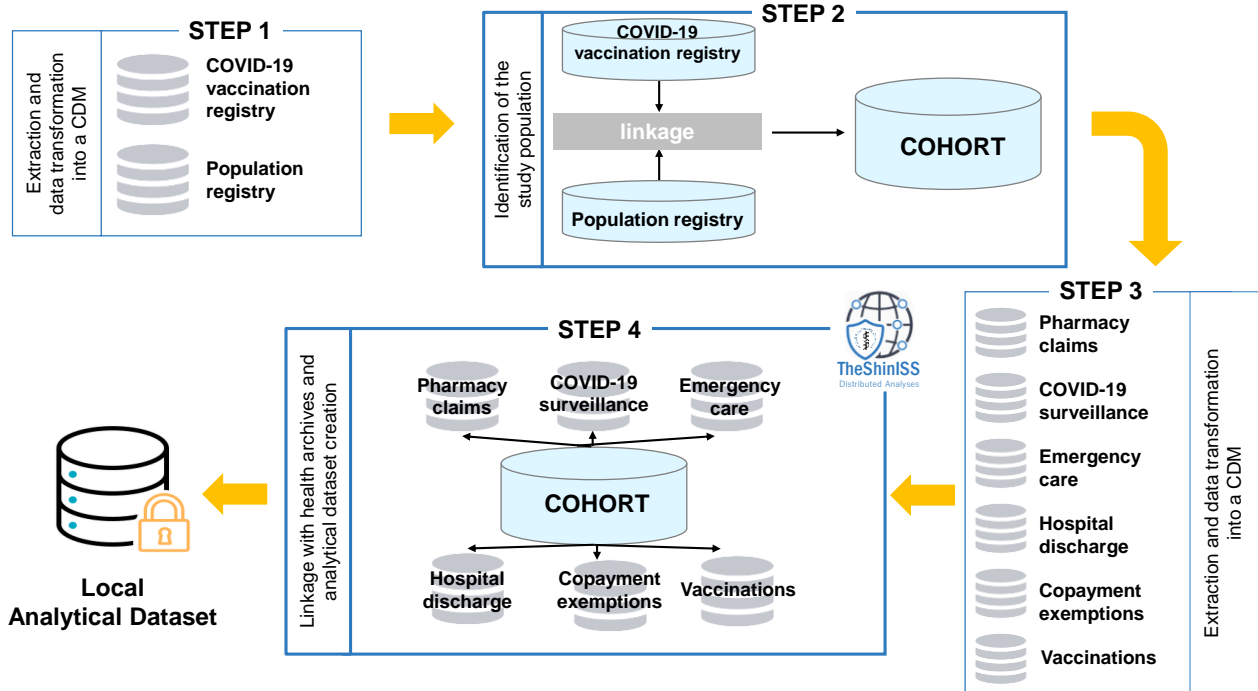 STEP 1
Extraction and
data transformation
into a CDM
COVID-19
vaccination
registry
Population
registry
STEP 2
Identification of the
study population
COVID-19
vaccination registry
linkage
Population registry
COHORT
STEP 3
Pharmacy
claims
COVID-19
surveillance
Emergency
care
Hospital
discharge
Copayment
exemptions
Vaccinations
Extraction and data transformation
into a CDM
TheShinISS
Distributed Analyses
STEP 4
Linkage with health archives and
analytical dataset creation
Pharmacy
claims
COVID-19
surveillance
Emergency
care
COHORT
Hospital
discharge
Copayment
exemptions
Vaccinations
Local
Analytical Dataset